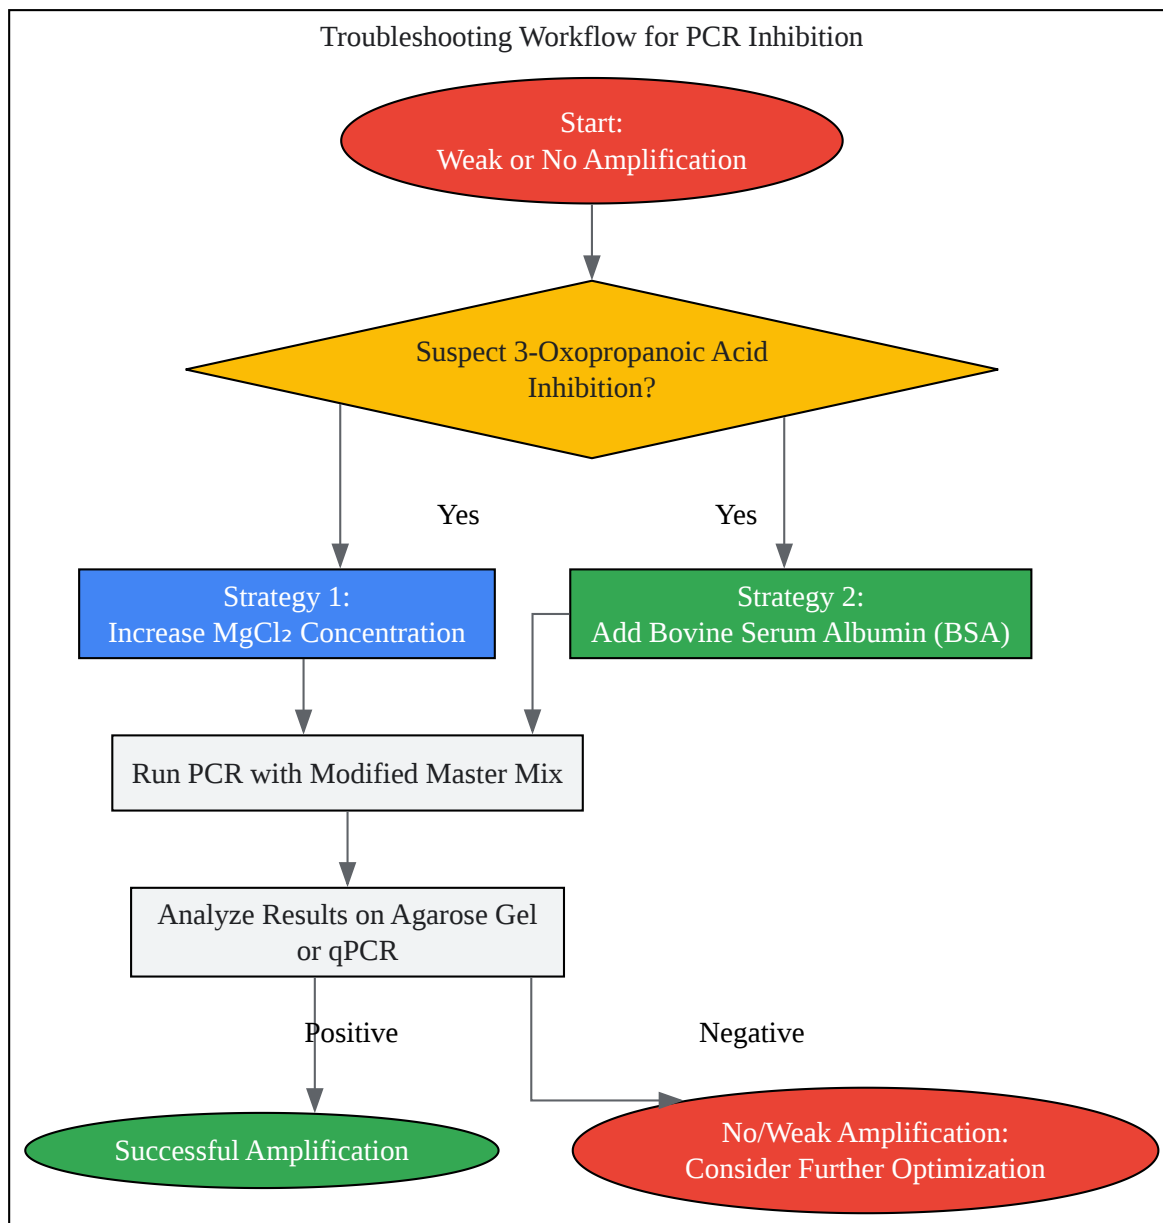 Troubleshooting Workflow for PCR Inhibition
Start:
Weak or No Amplification
Suspect 3-Oxopropanoic Acid
Inhibition?
Yes
Yes
Strategy 1:
Increase MgCl₂ Concentration
Strategy 2:
Add Bovine Serum Albumin (BSA)
Run PCR with Modified Master Mix
Analyze Results on Agarose Gel
or qPCR
Positive
Negative
Successful Amplification
No/Weak Amplification:
Consider Further Optimization